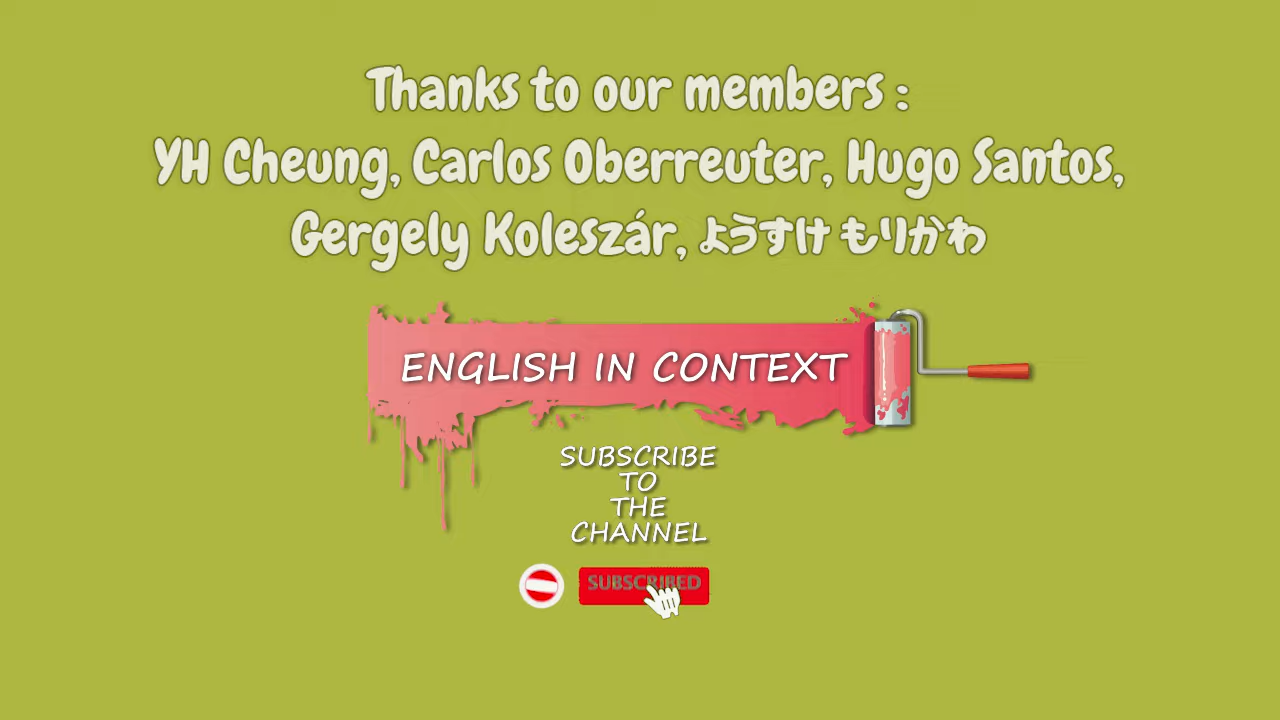 Thanks to our members :
YH Cheung, Carlos Oberreuter, Hugo Santos,
Gergely Koleszár, ようすけ もりかわ
ENGLISH IN CONTEXT
SUBSCRIBE
TO
THE
CHANNEL
SUBSCRIBED